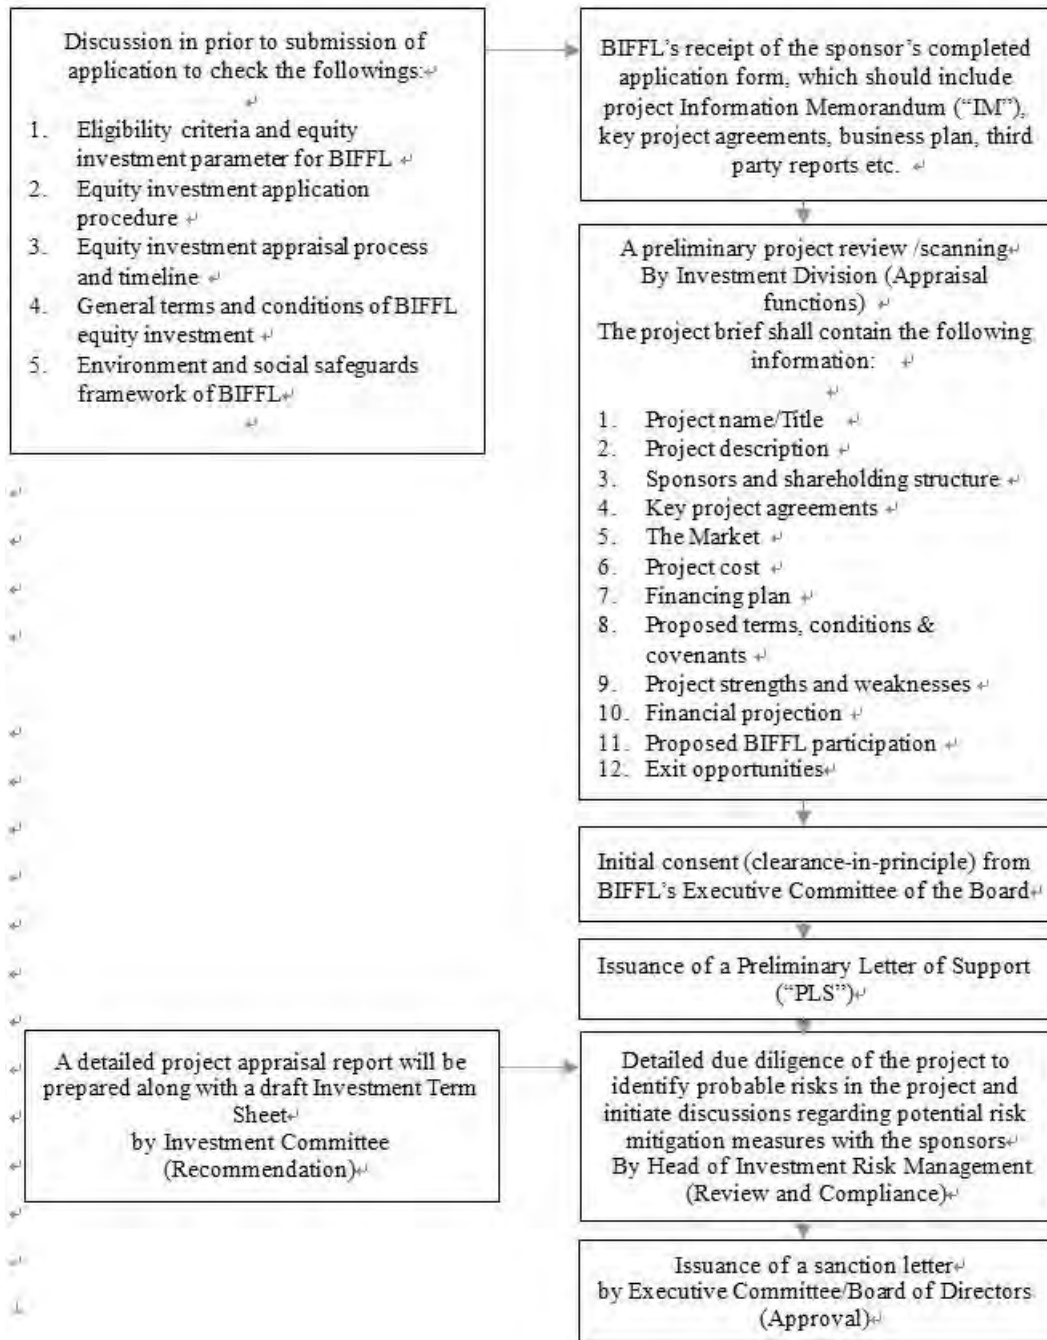 Discussion in prior to submission of
application to check the followings:↵
↵
1. Eligibility criteria and equity
investment parameter for BIFFL ↵
2. Equity investment application
procedure ↵
3. Equity investment appraisal process
and timeline ↵
4. General terms and conditions of BIFFL
equity investment ↵
5. Environment and social safeguards
framework of BIFFL↵
↵
BIFFL’s receipt of the sponsor’s completed
application form, which should include
project Information Memorandum (“IM”),
key project agreements, business plan, third
party reports etc. ↵
A preliminary project review /scanning↵
By Investment Division (Appraisal
functions) ↵
The project brief shall contain the following
information: ↵
↵
1. Project name/Title ↵
2. Project description ↵
3. Sponsors and shareholding structure ↵
4. Key project agreements ↵
5. The Market ↵
6. Project cost ↵
7. Financing plan ↵
8. Proposed terms, conditions &
covenants ↵
9. Project strengths and weaknesses ↵
10. Financial projection ↵
11. Proposed BIFFL participation ↵
12. Exit opportunities↵
Initial consent (clearance-in-principle) from
BIFFL’s Executive Committee of the Board↵
Issuance of a Preliminary Letter of Support
(“PLS”)↵
A detailed project appraisal report will be
prepared along with a draft Investment Term
Sheet↵
by Investment Committee
(Recommendation)↵
Detailed due diligence of the project to
identify probable risks in the project and
initiate discussions regarding potential risk
mitigation measures with the sponsors↵
By Head of Investment Risk Management
(Review and Compliance)↵
Issuance of a sanction letter↵
by Executive Committee/Board of Directors
(Approval)↵